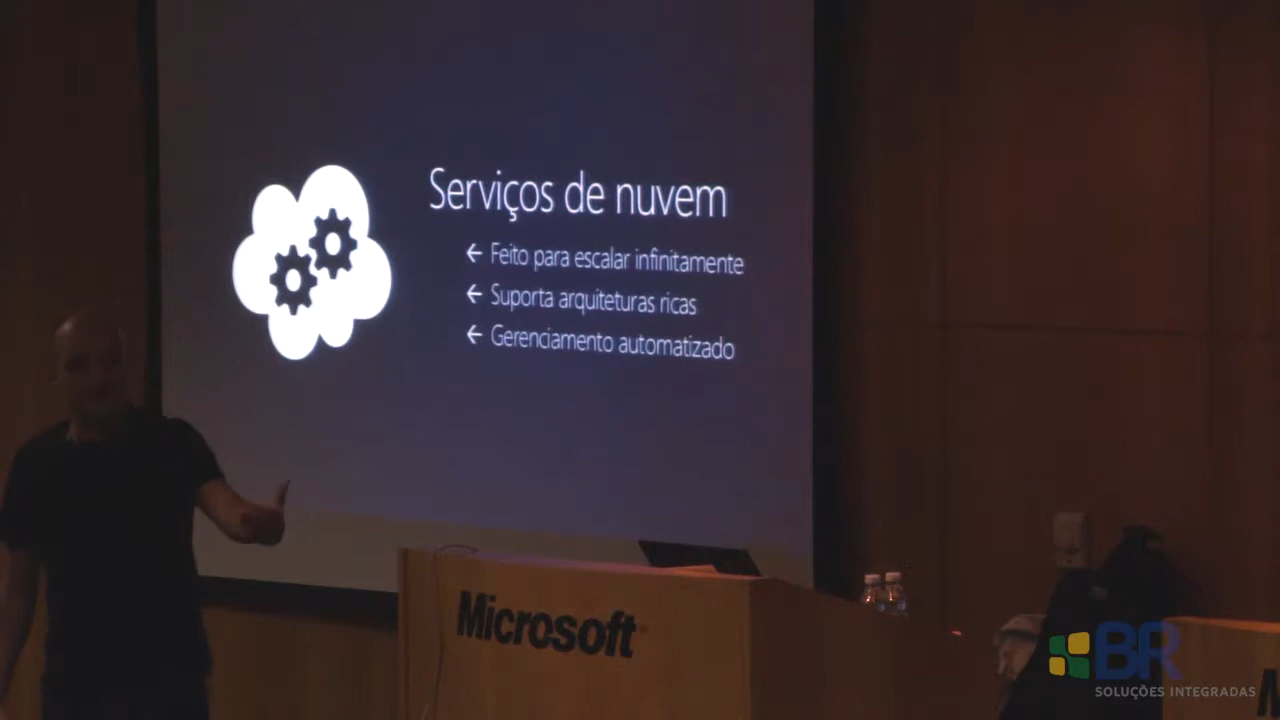 Serviços de nuvem
← Feito para escalar infinitamente
← Suporta arquiteturas ricas
← Gerenciamento automatizado
Microsoft
BR
SOLUÇÕES INTEGRADAS